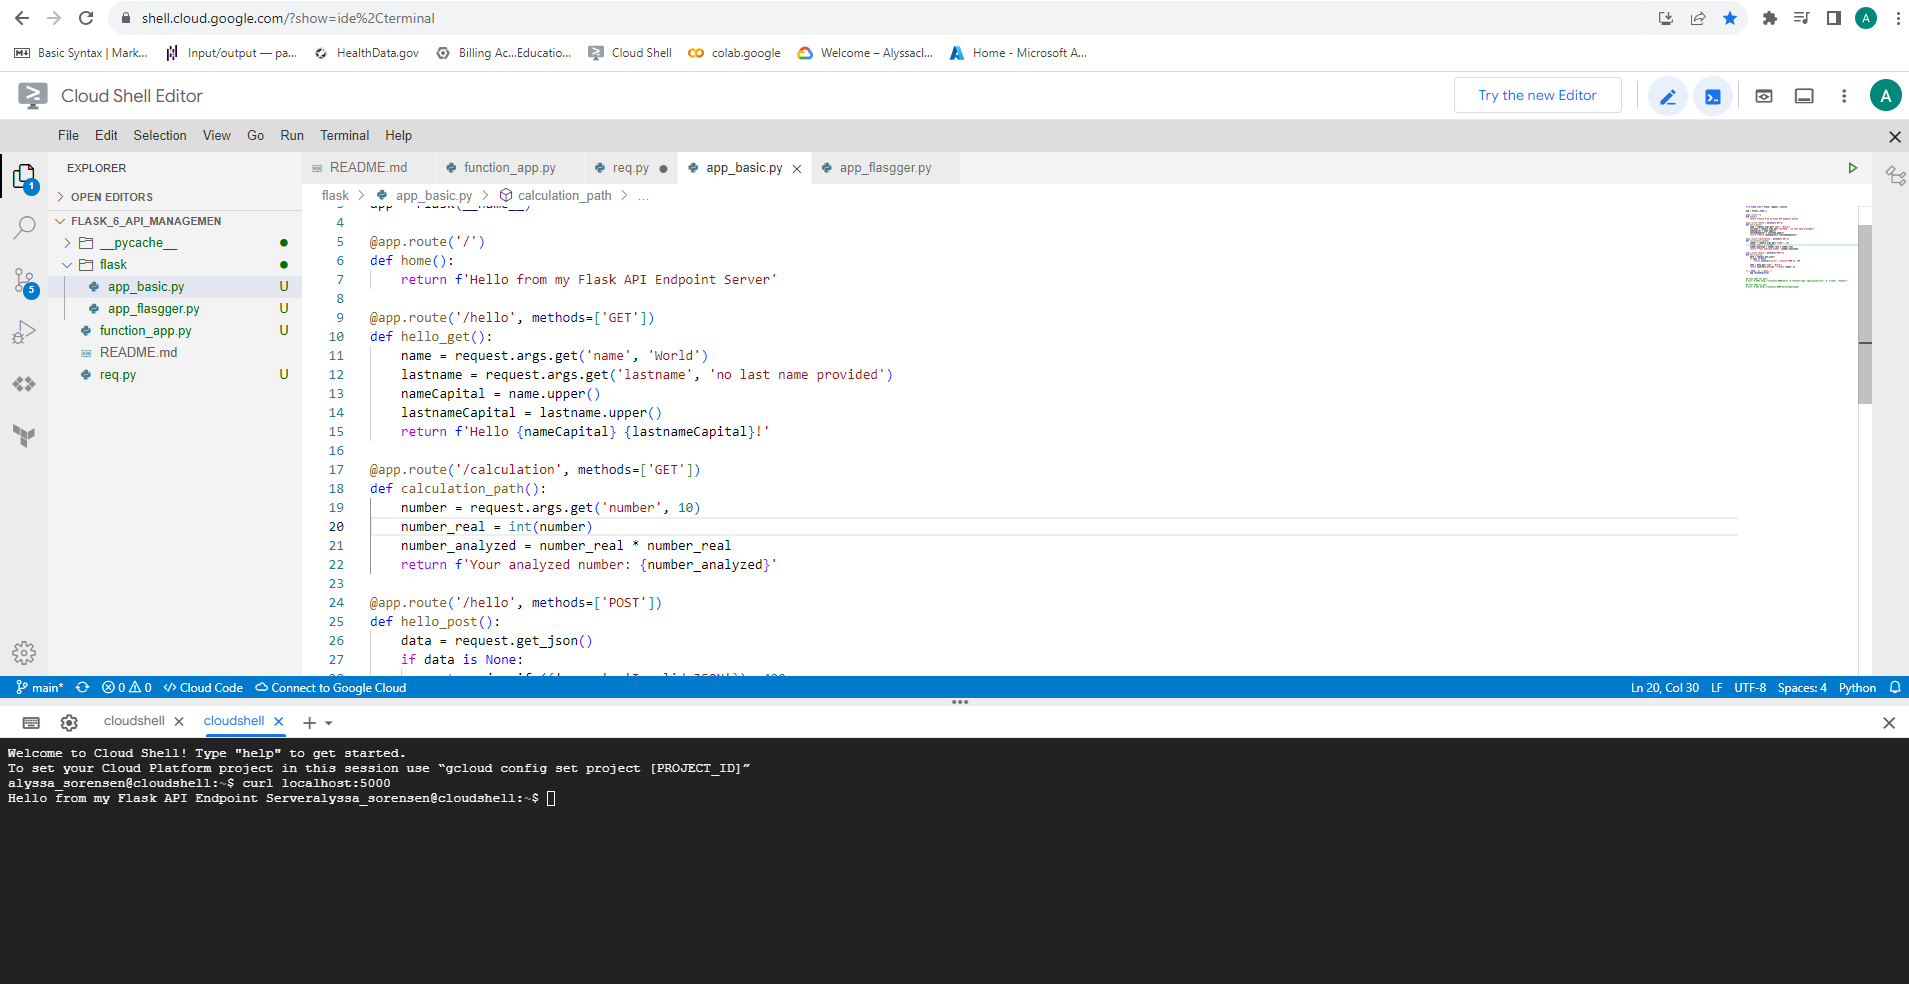 shell.cloud.google.com/?show=ide%2Cterminal
A
Basic Syntax | Mark...
Input/output — pa...
HealthData.gov
Billing Ac...Educatio...
Cloud Shell
colab.google
Welcome – Alyssacl...
Home - Microsoft A...
Cloud Shell Editor
Try the new Editor
A
File Edit Selection View Go Run Terminal Help
EXPLORER
1
OPEN EDITORS
FLASK_6_API_MANAGEMEN
__pycache__
flask
5
app_basic.py U
app_flasgger.py U
function_app.py U
README.md
req.py U
README.md
function_app.py
req.py
app_basic.py
app_flasgger.py
flask > app_basic.py > calculation_path > ...
4
5 @app.route('/')
6 def home():
7 return f'Hello from my Flask API Endpoint Server'
8
9 @app.route('/hello', methods=['GET'])
10 def hello_get():
11 name = request.args.get('name', 'World')
12 lastname = request.args.get('lastname', 'no last name provided')
13 nameCapital = name.upper()
14 lastnameCapital = lastname.upper()
15 return f'Hello {nameCapital} {lastnameCapital}!'
16
17 @app.route('/calculation', methods=['GET'])
18 def calculation_path():
19 number = request.args.get('number', 10)
20 number_real = int(number)
21 number_analyzed = number_real * number_real
22 return f'Your analyzed number: {number_analyzed}'
23
24 @app.route('/hello', methods=['POST'])
25 def hello_post():
26 data = request.get_json()
27 if data is None:
main* 0 0 Cloud Code Connect to Google Cloud
Ln 20, Col 30 LF UTF-8 Spaces: 4 Python
cloudshell
cloudshell
Welcome to Cloud Shell! Type "help" to get started.
To set your Cloud Platform project in this session use “gcloud config set project [PROJECT_ID]”
alyssa_sorensen@cloudshell:~$ curl localhost:5000
Hello from my Flask API Endpoint Serveralyssa_sorensen@cloudshell:~$